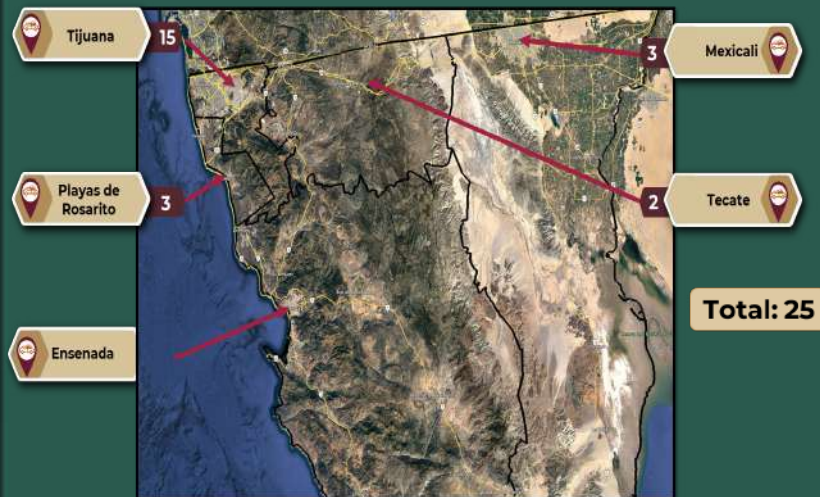 Tijuana
15
3
Mexicali
Playas de
Rosarito
3
2
Tecate
Total: 25
Ensenada